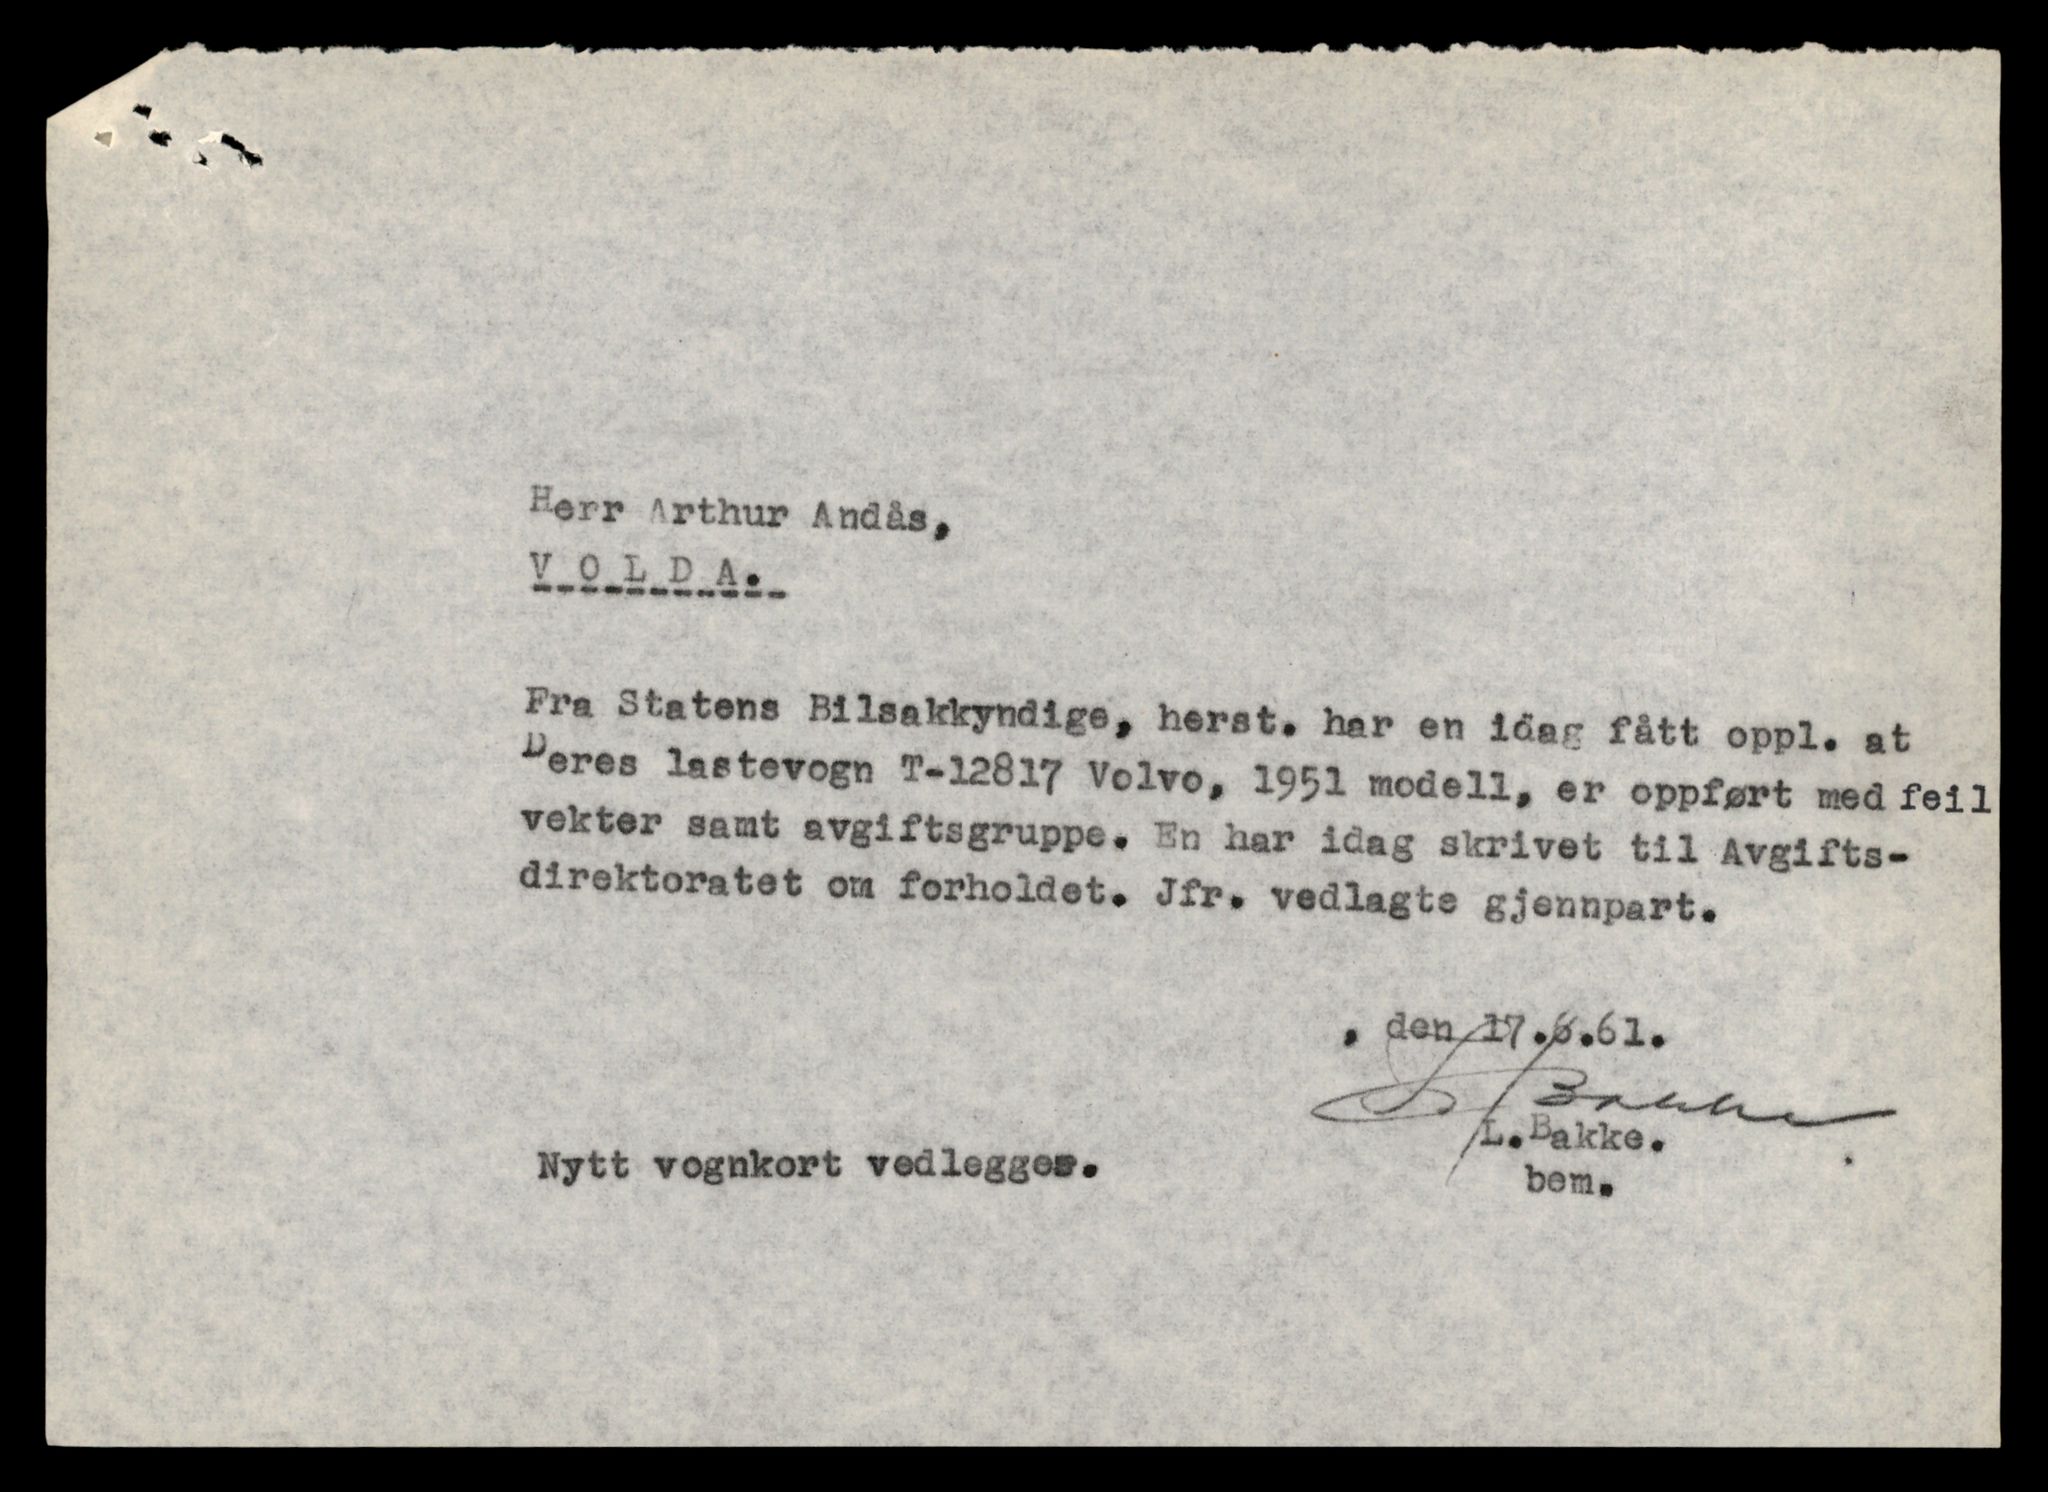 Herr Arthur Andås,
V O L D A.
Fra Statens Bilsakkyndige, herst. har en idag fått oppl. at
Deres lastevogn T-12817 Volvo, 1951 modell, er oppført med feil
vekter samt avgiftsgruppe. En har idag skrivet til Avgifts-
direktoratet om forholdet. Jfr. vedlagte gjennpart.
, den 17.6.61.
L Bakke
L.Bakke.
bem.
Nytt vognkort vedlegges.